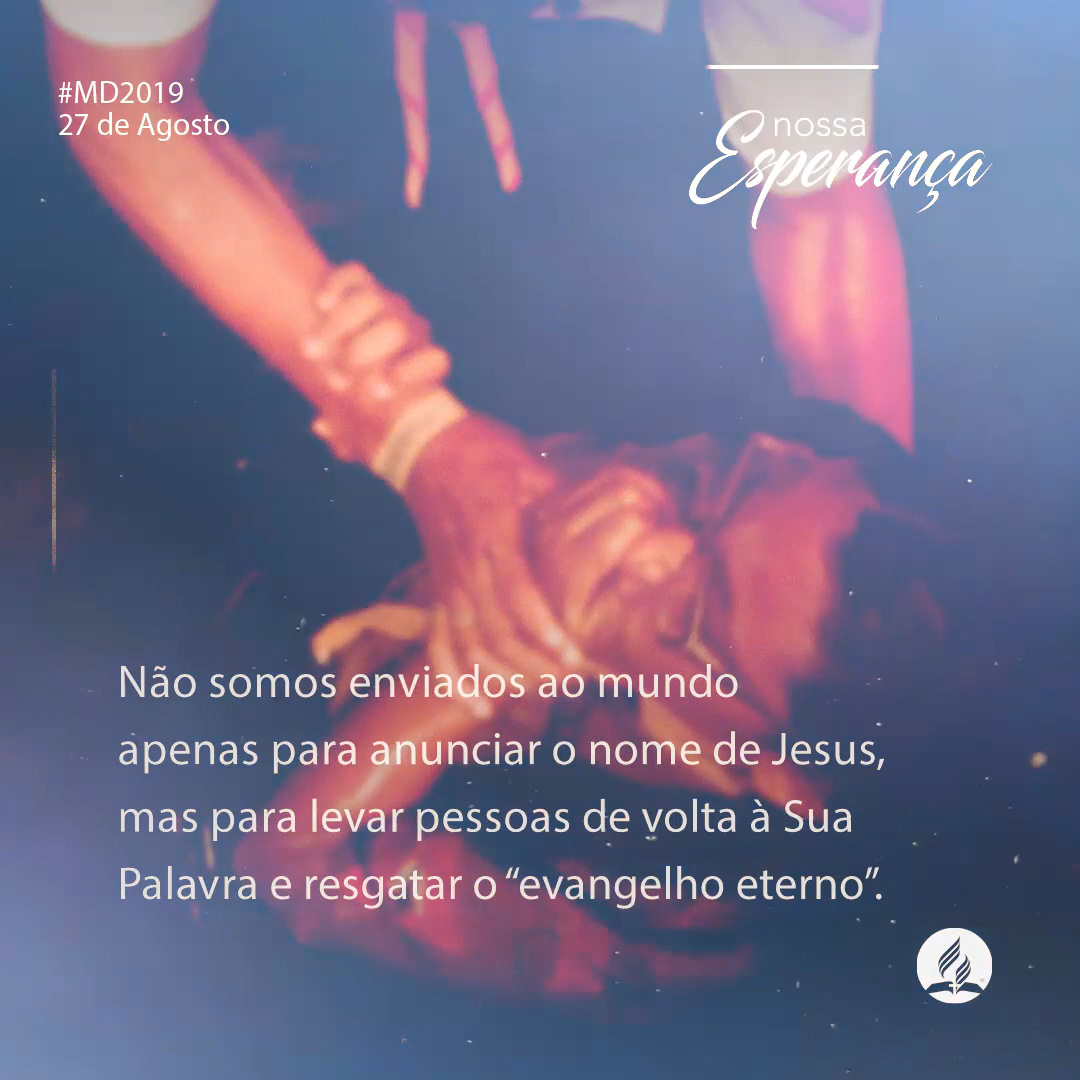 #MD2019
27 de Agosto
nossa
Esperança
Não somos enviados ao mundo
apenas para anunciar o nome de Jesus,
mas para levar pessoas de volta à Sua
Palavra e resgatar o “evangelho eterno”.